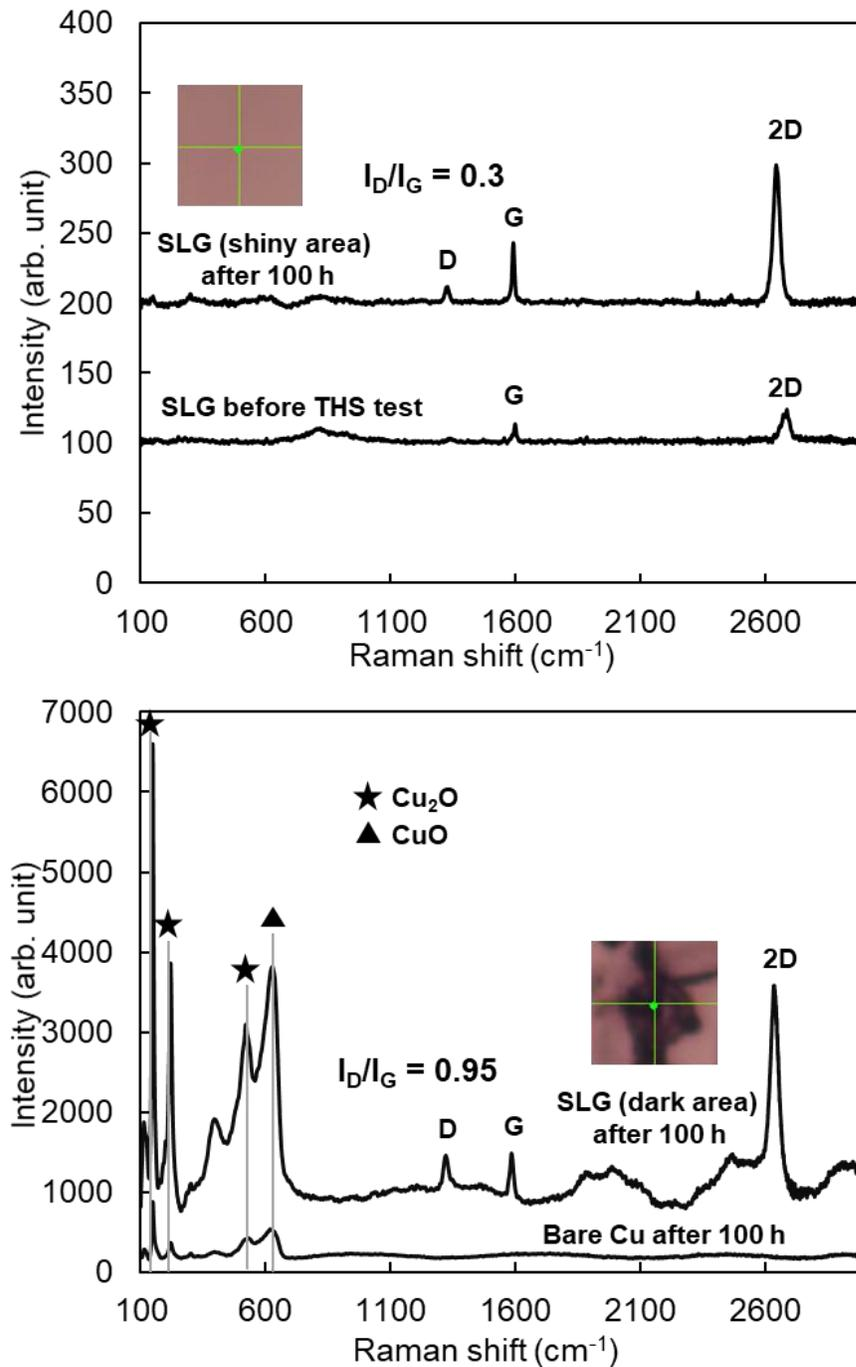 400
350
300
250
200
150
100
50
0
Intensity (arb. unit)
2D
I_D/I_G = 0.3
G
SLG (shiny area)
after 100 h
D
2D
SLG before THS test
G
100 600 1100 1600 2100 2600
Raman shift (cm⁻¹)
7000
6000
5000
4000
3000
2000
1000
0
Intensity (arb. unit)
★ Cu₂O
▲ CuO
2D
I_D/I_G = 0.95
SLG (dark area)
after 100 h
D G
Bare Cu after 100 h
100 600 1100 1600 2100 2600
Raman shift (cm⁻¹)